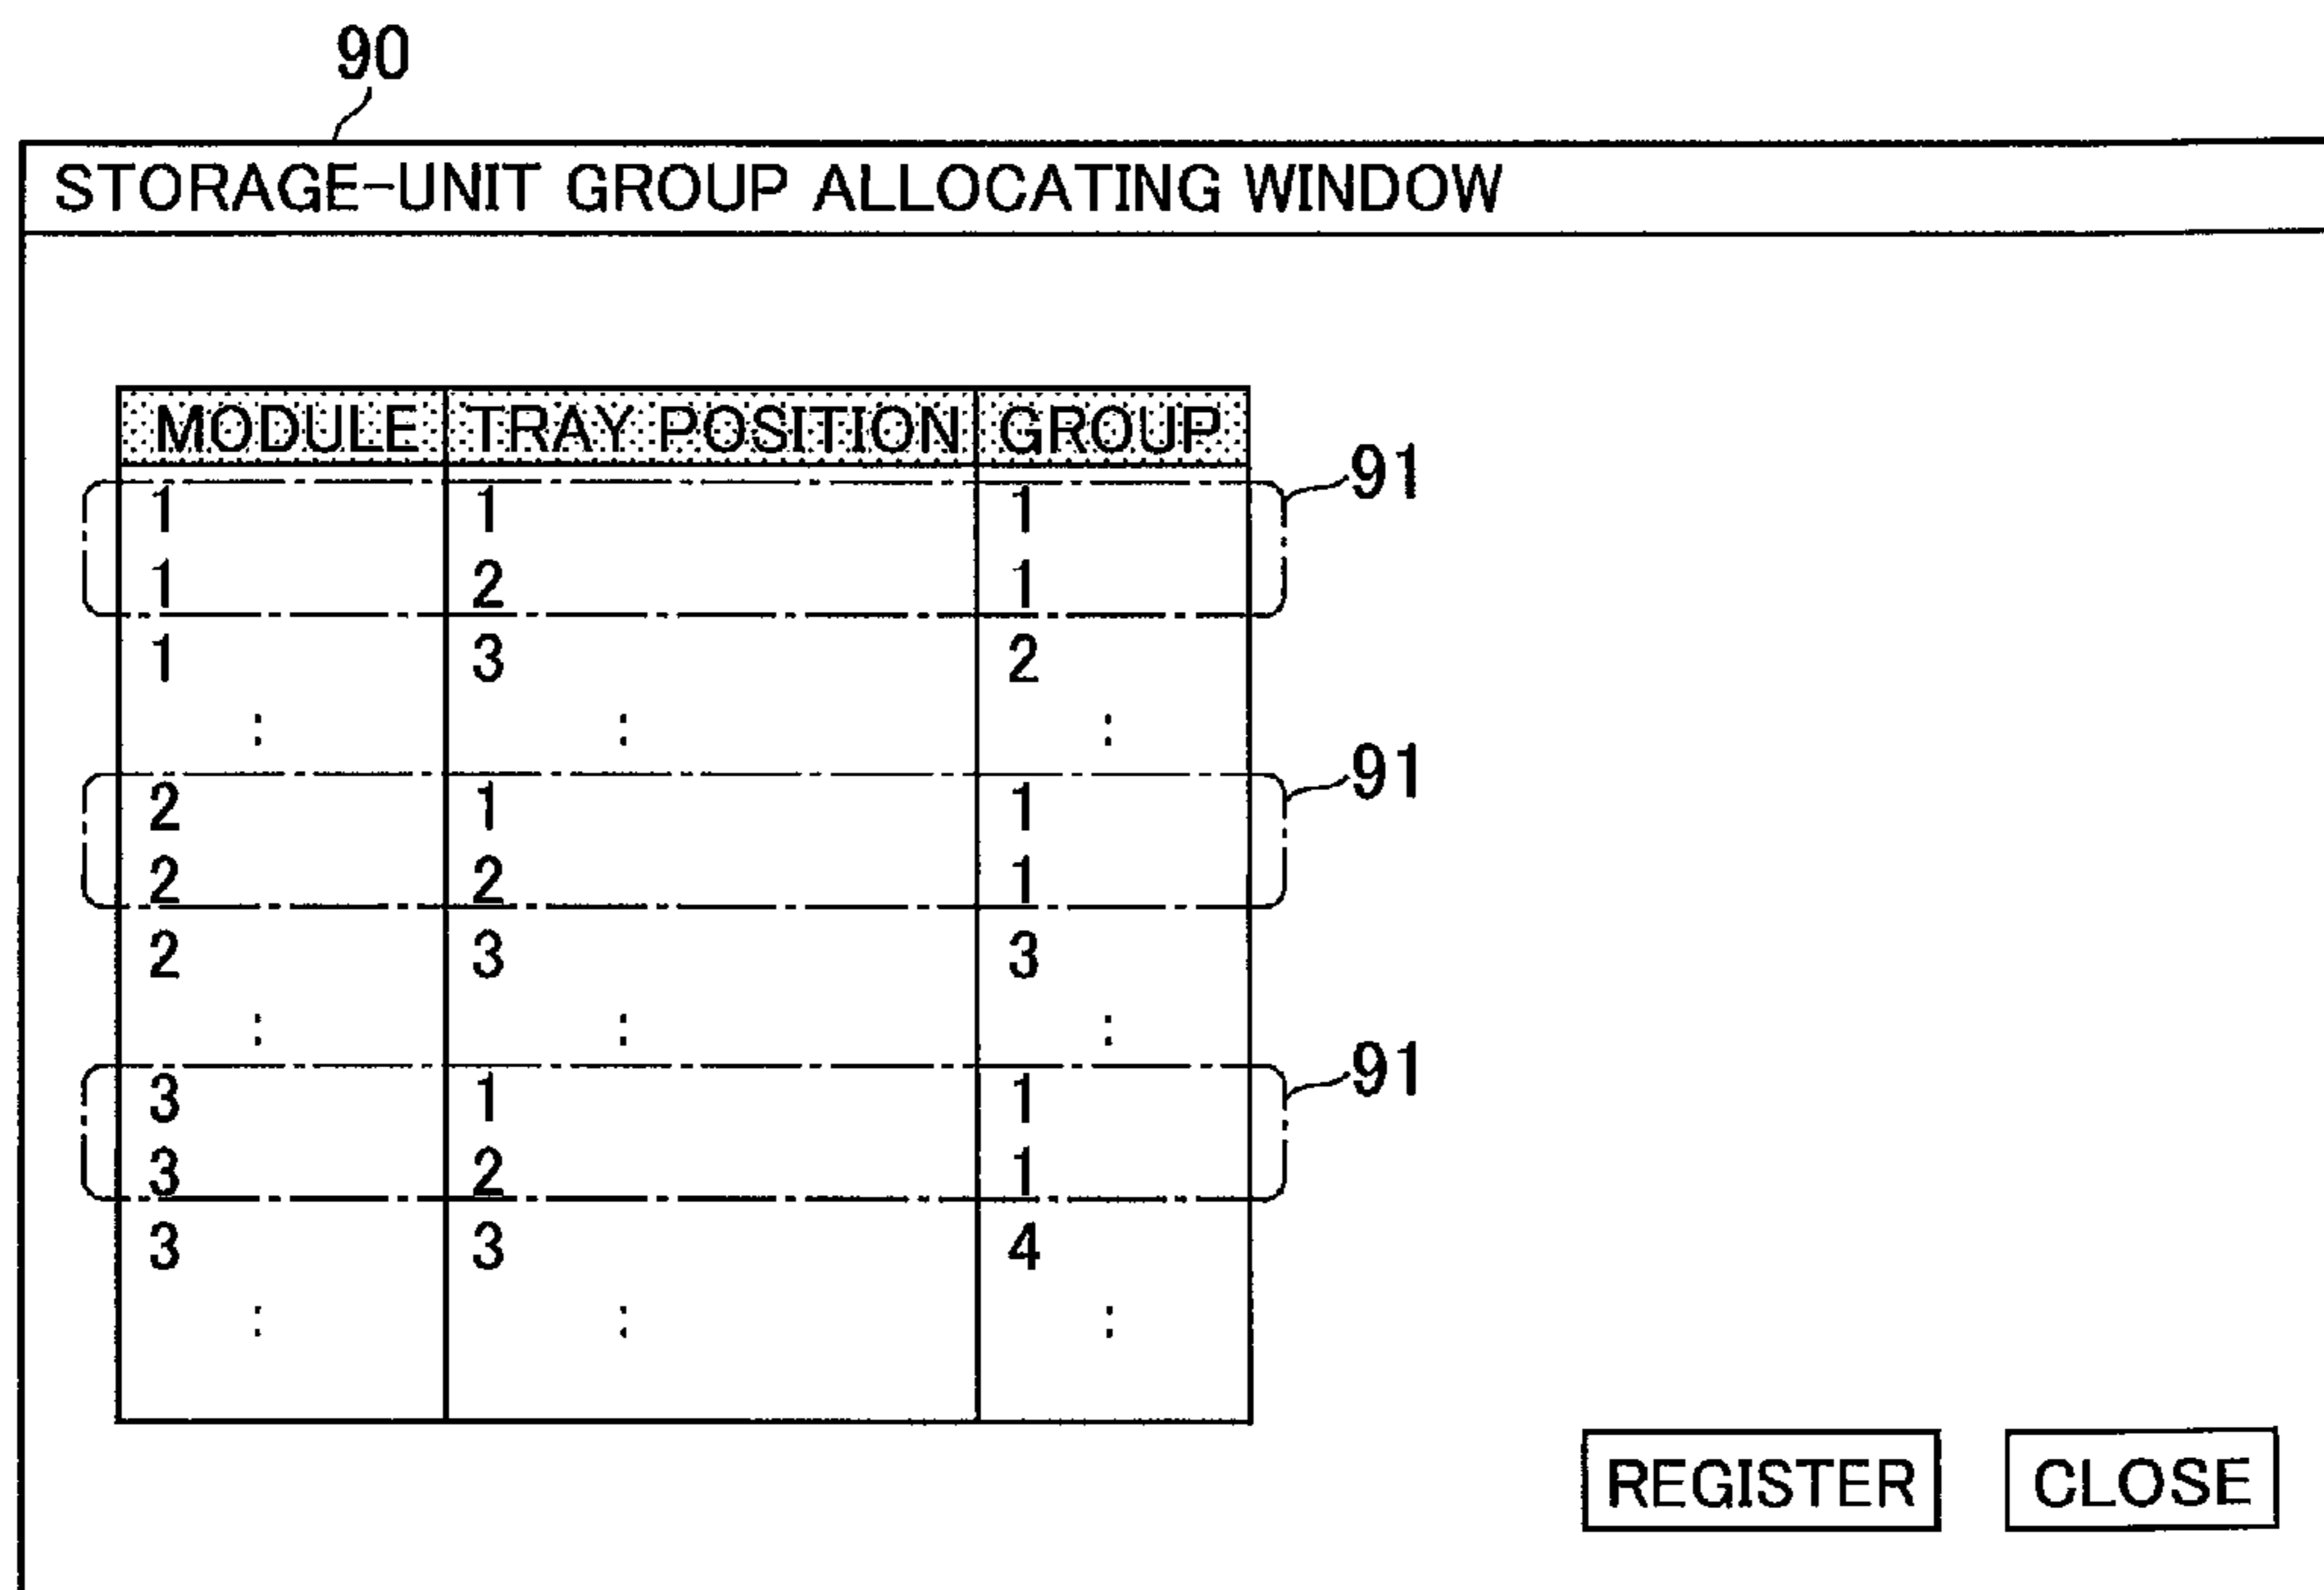 90
STORAGE-UNIT GROUP ALLOCATING WINDOW
MODULE TRAY POSITION GROUP
1 1 1 91
1 2 1
1 3 2
: : :
2 1 1 91
2 2 1
2 3 3
: : :
3 1 1 91
3 2 1
3 3 4
: : :
REGISTER CLOSE